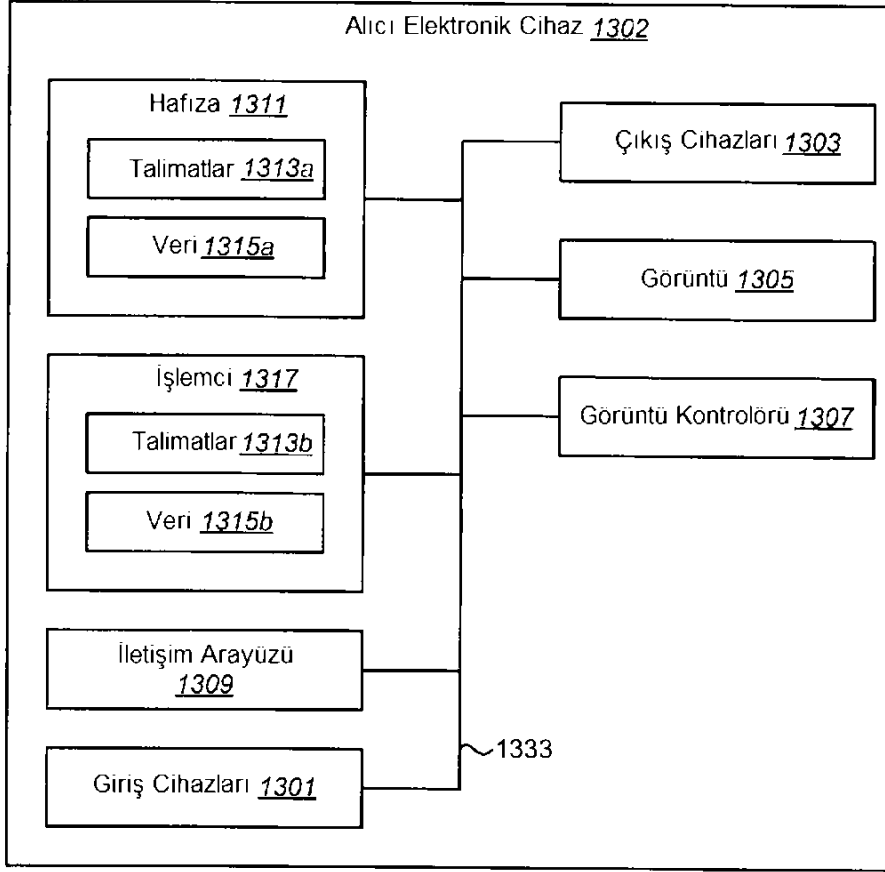 Alıcı Elektronik Cihaz 1302
Hafıza 1311
Talimatlar 1313a
Veri 1315a
İşlemci 1317
Talimatlar 1313b
Veri 1315b
İletişim Arayüzü
1309
Giriş Cihazları 1301
Çıkış Cihazları 1303
Görüntü 1305
Görüntü Kontrolörü 1307
1333